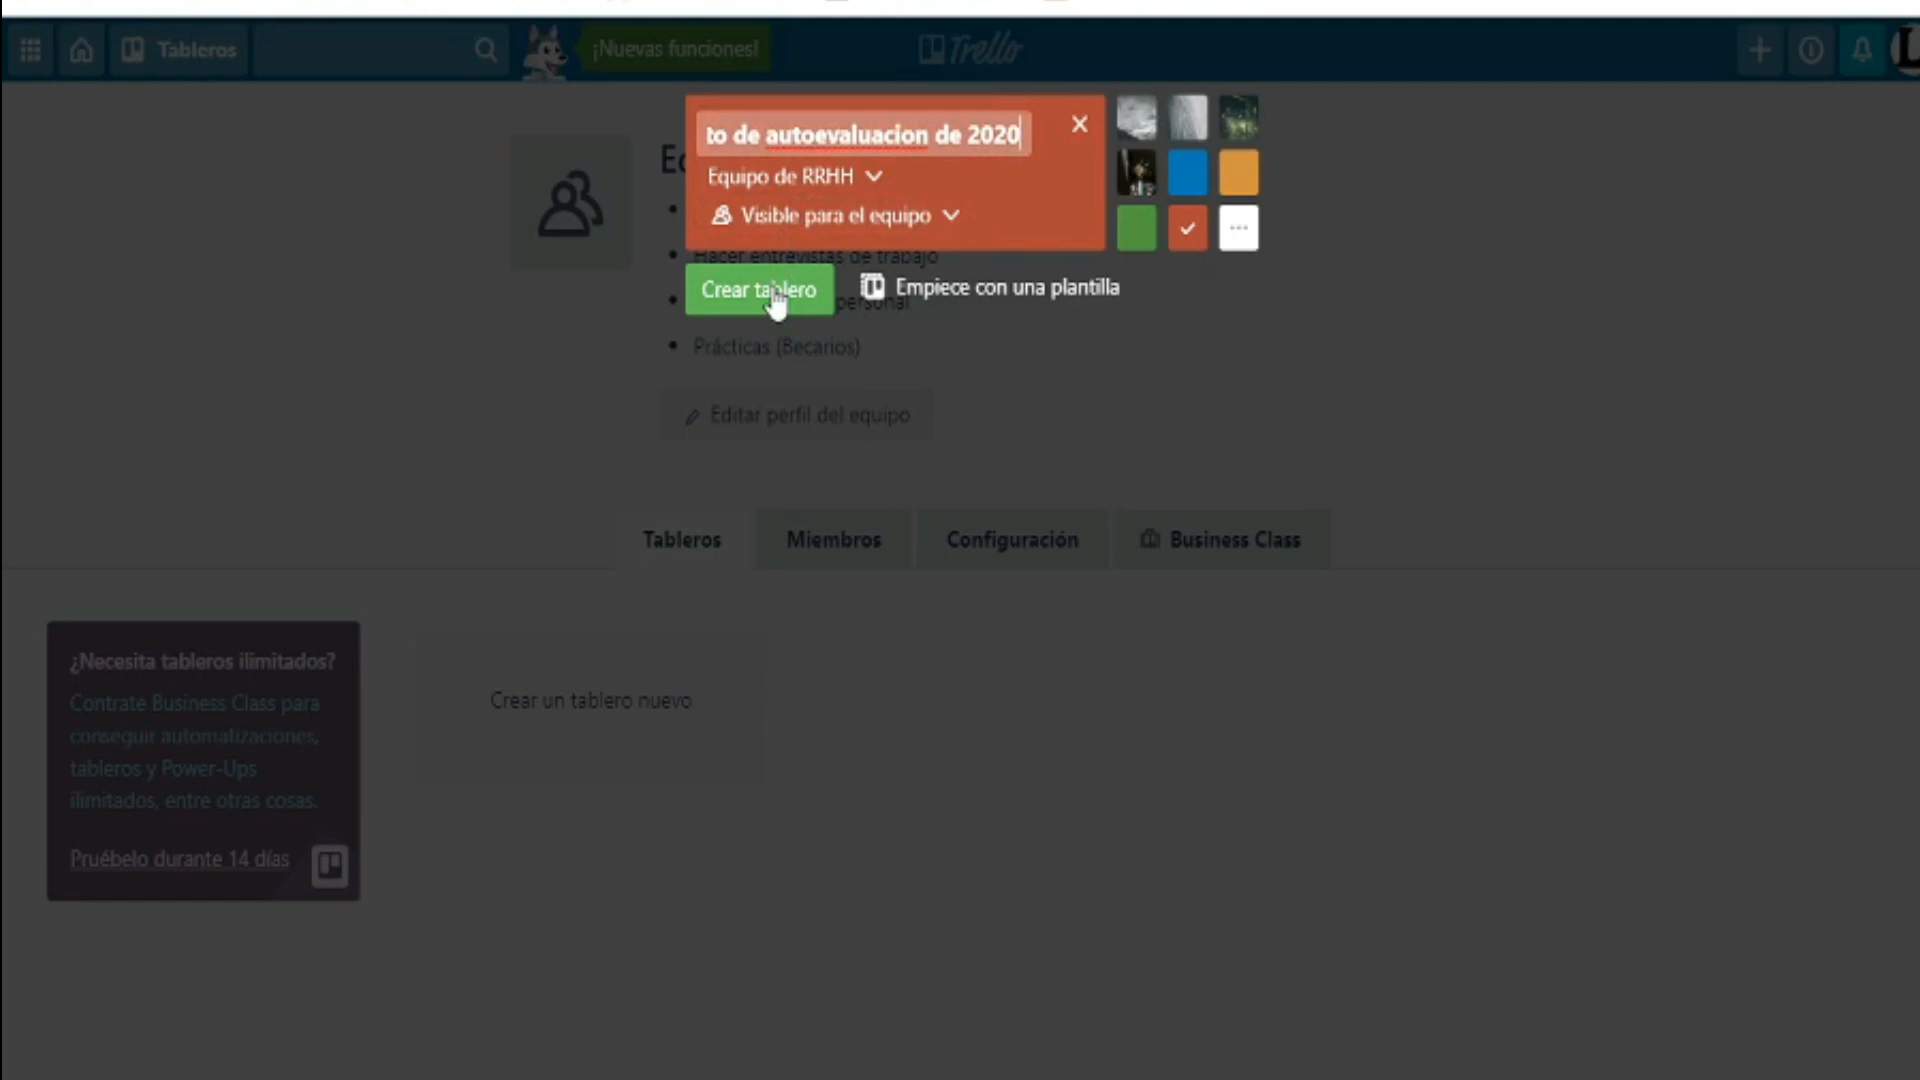 Tableros
¡Nuevas funciones!
Trello
to de autoevaluacion de 2020
Equipo de RRHH
Visible para el equipo
Hacer entrevistas de trabajo
Crear tablero
Empiece con una plantilla
personal
Prácticas (Becarios)
Editar perfil del equipo
Tableros
Miembros
Configuración
Business Class
¿Necesita tableros ilimitados?
Contrate Business Class para
conseguir automatizaciones,
tableros y Power-Ups
ilimitados, entre otras cosas.
Pruébelo durante 14 días
Crear un tablero nuevo